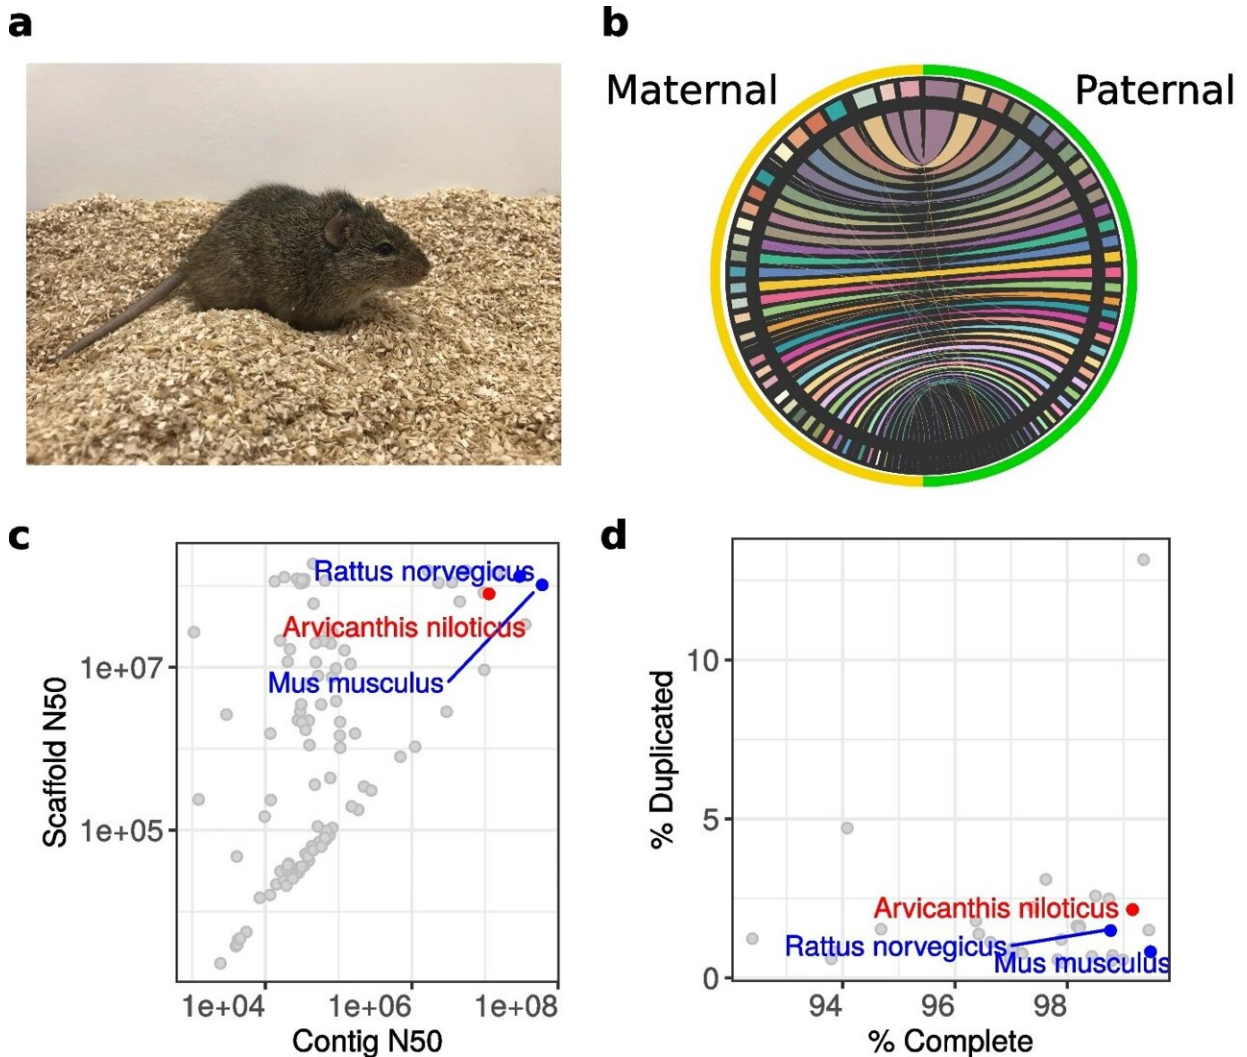 a
b
Maternal
Paternal
c
Rattus norvegicus
Arvicanthis niloticus
Mus musculus
1e+07
1e+05
Scaffold N50
1e+04
1e+06
1e+08
Contig N50
d
10
5
0
% Duplicated
Arvicanthis niloticus
Rattus norvegicus
Mus musculus
94
96
98
% Complete